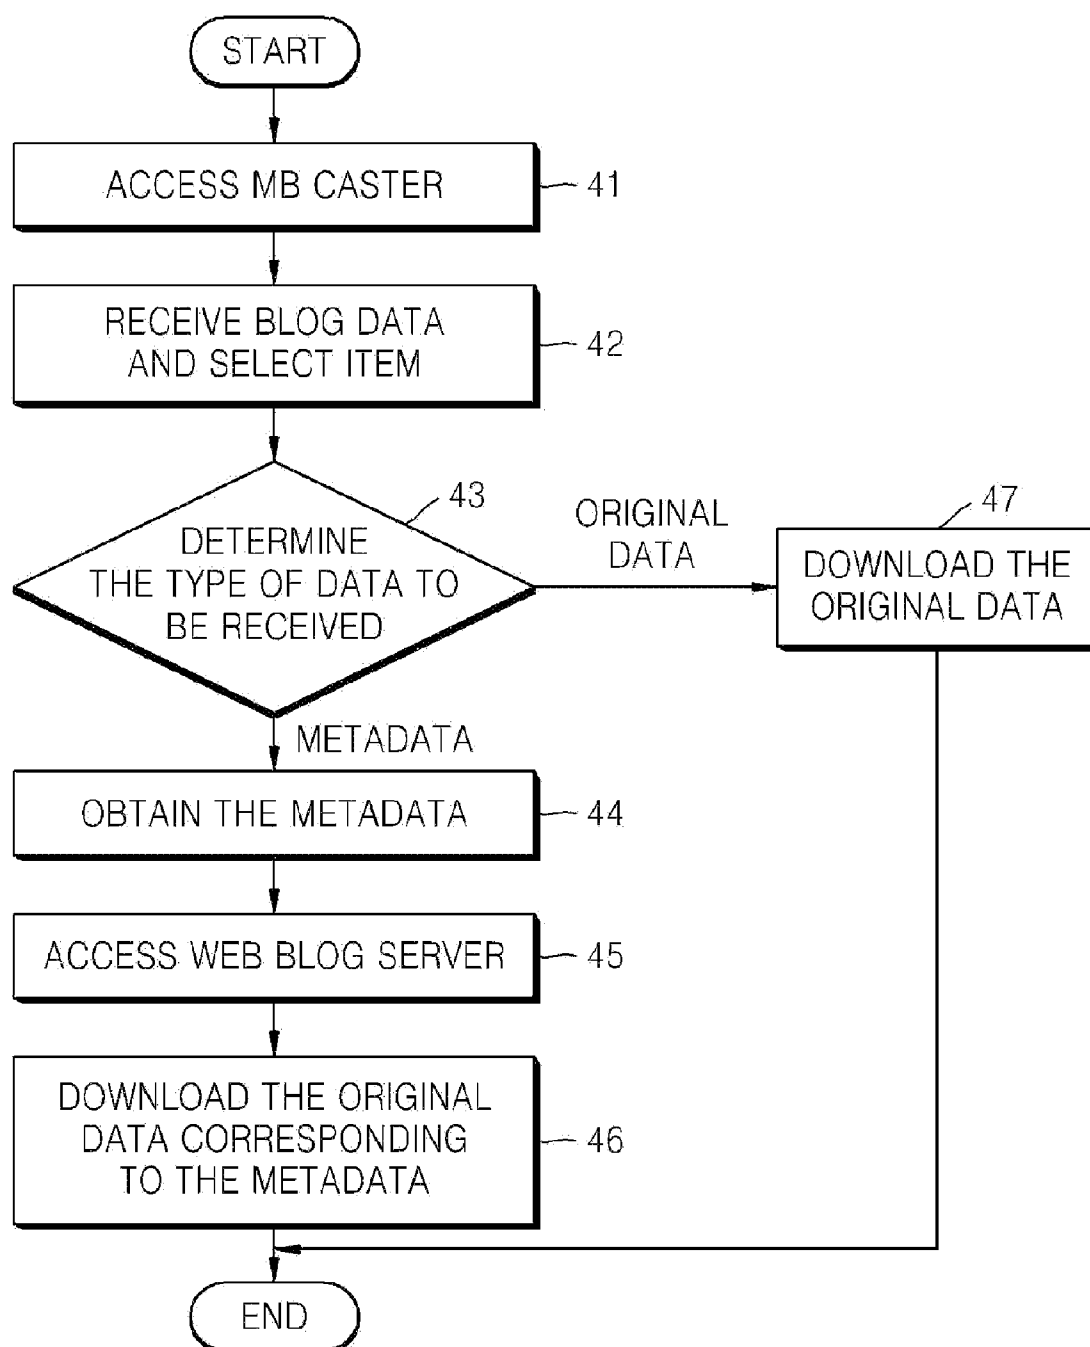 START
ACCESS MB CASTER
41
RECEIVE BLOG DATA
AND SELECT ITEM
42
43
DETERMINE
THE TYPE OF DATA TO
BE RECEIVED
ORIGINAL
DATA
47
DOWNLOAD THE
ORIGINAL DATA
METADATA
OBTAIN THE METADATA
44
ACCESS WEB BLOG SERVER
45
DOWNLOAD THE ORIGINAL
DATA CORRESPONDING
TO THE METADATA
46
END